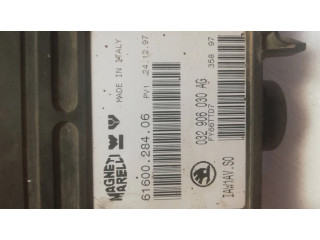 MAGNETI
MARELLI
MADE IN ITALY
61600.284.06
PV1 24.12.97
IAW1AV.S0
032 906 030 AG
358 97